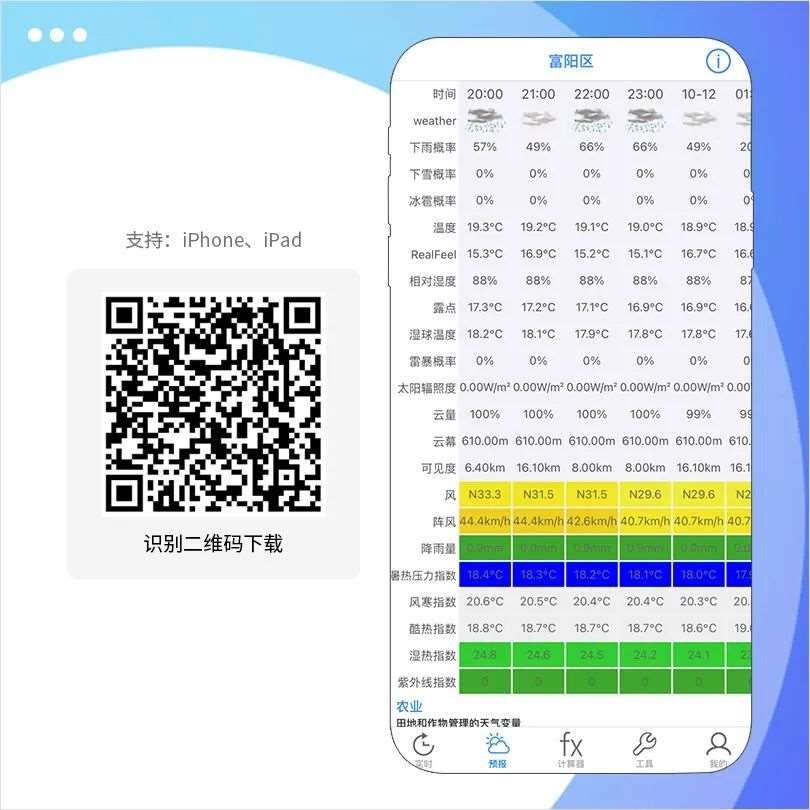 支持：iPhone、iPad
识别二维码下载
富阳区
时间 20:00 21:00 22:00 23:00 10-12 01:
weather
下雨概率 57% 49% 66% 66% 49% 20
下雪概率 0% 0% 0% 0% 0% 0%
冰雹概率 0% 0% 0% 0% 0% 0%
温度 19.3°C 19.2°C 19.1°C 19.0°C 18.9°C 18.9
RealFeel 15.3°C 16.9°C 15.2°C 15.1°C 16.7°C 16.6
相对湿度 88% 88% 88% 88% 88% 87
露点 17.3°C 17.2°C 17.1°C 16.9°C 16.9°C 16.
湿球温度 18.2°C 18.1°C 17.9°C 17.8°C 17.8°C 17.6
雷暴概率 0% 0% 0% 0% 0% 0%
太阳辐照度 0.00W/m² 0.00W/m² 0.00W/m² 0.00W/m² 0.00W/m² 0.00
云量 100% 100% 100% 100% 99% 99
云幕 610.00m 610.00m 610.00m 610.00m 610.00m 610.
可见度 6.40km 16.10km 8.00km 8.00km 16.10km 16.1
风 N33.3 N31.5 N31.5 N29.6 N29.6 N2
阵风 44.4km/h 44.4km/h 42.6km/h 40.7km/h 40.7km/h 40.7
降雨量 0.9mm 0.0mm 0.9mm 0.9mm 0.0mm 0.0
暑热压力指数 18.4°C 18.3°C 18.2°C 18.1°C 18.0°C 17.9
风寒指数 20.6°C 20.5°C 20.4°C 20.4°C 20.3°C 20.
酷热指数 18.8°C 18.7°C 18.7°C 18.7°C 18.6°C 19.
湿热指数 24.8 24.6 24.5 24.2 24.1 23
紫外线指数 0 0 0 0 0 0
农业
田地和作物管理的天气变量
实时 预报 fx 计算器 工具 我的